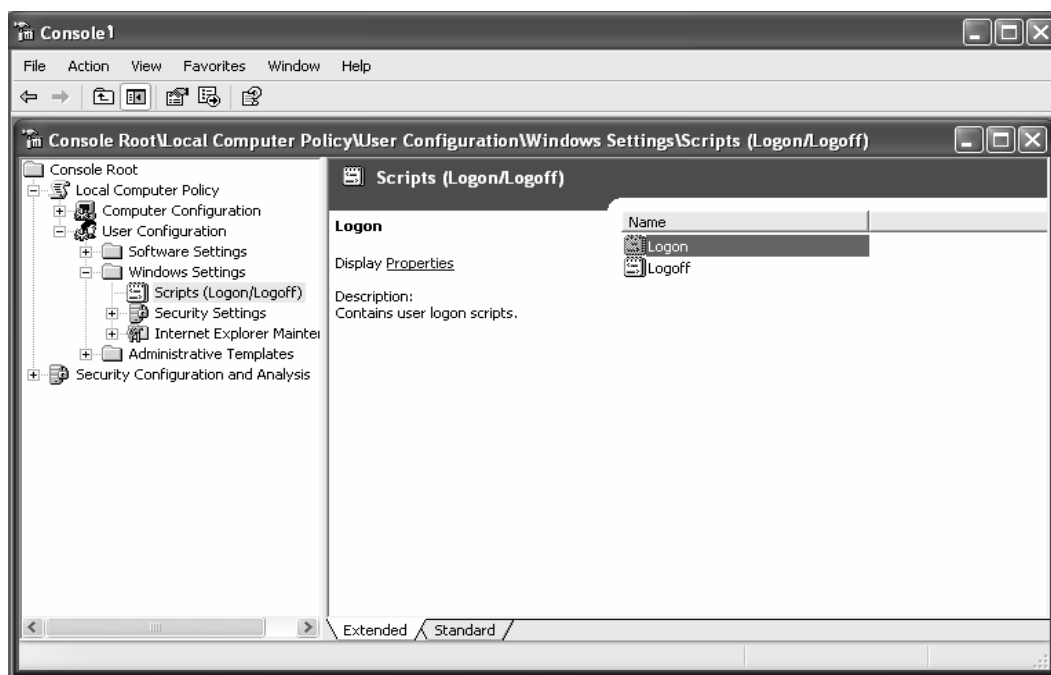 Console1
File Action View Favorites Window Help
Console Root\Local Computer Policy\User Configuration\Windows Settings\Scripts (Logon/Logoff)
Console Root
Local Computer Policy
Computer Configuration
User Configuration
Software Settings
Windows Settings
Scripts (Logon/Logoff)
Security Settings
Internet Explorer Mainten
Administrative Templates
Security Configuration and Analysis
Scripts (Logon/Logoff)
Logon
Display Properties
Description:
Contains user logon scripts.
Name
Logon
Logoff
Extended Standard